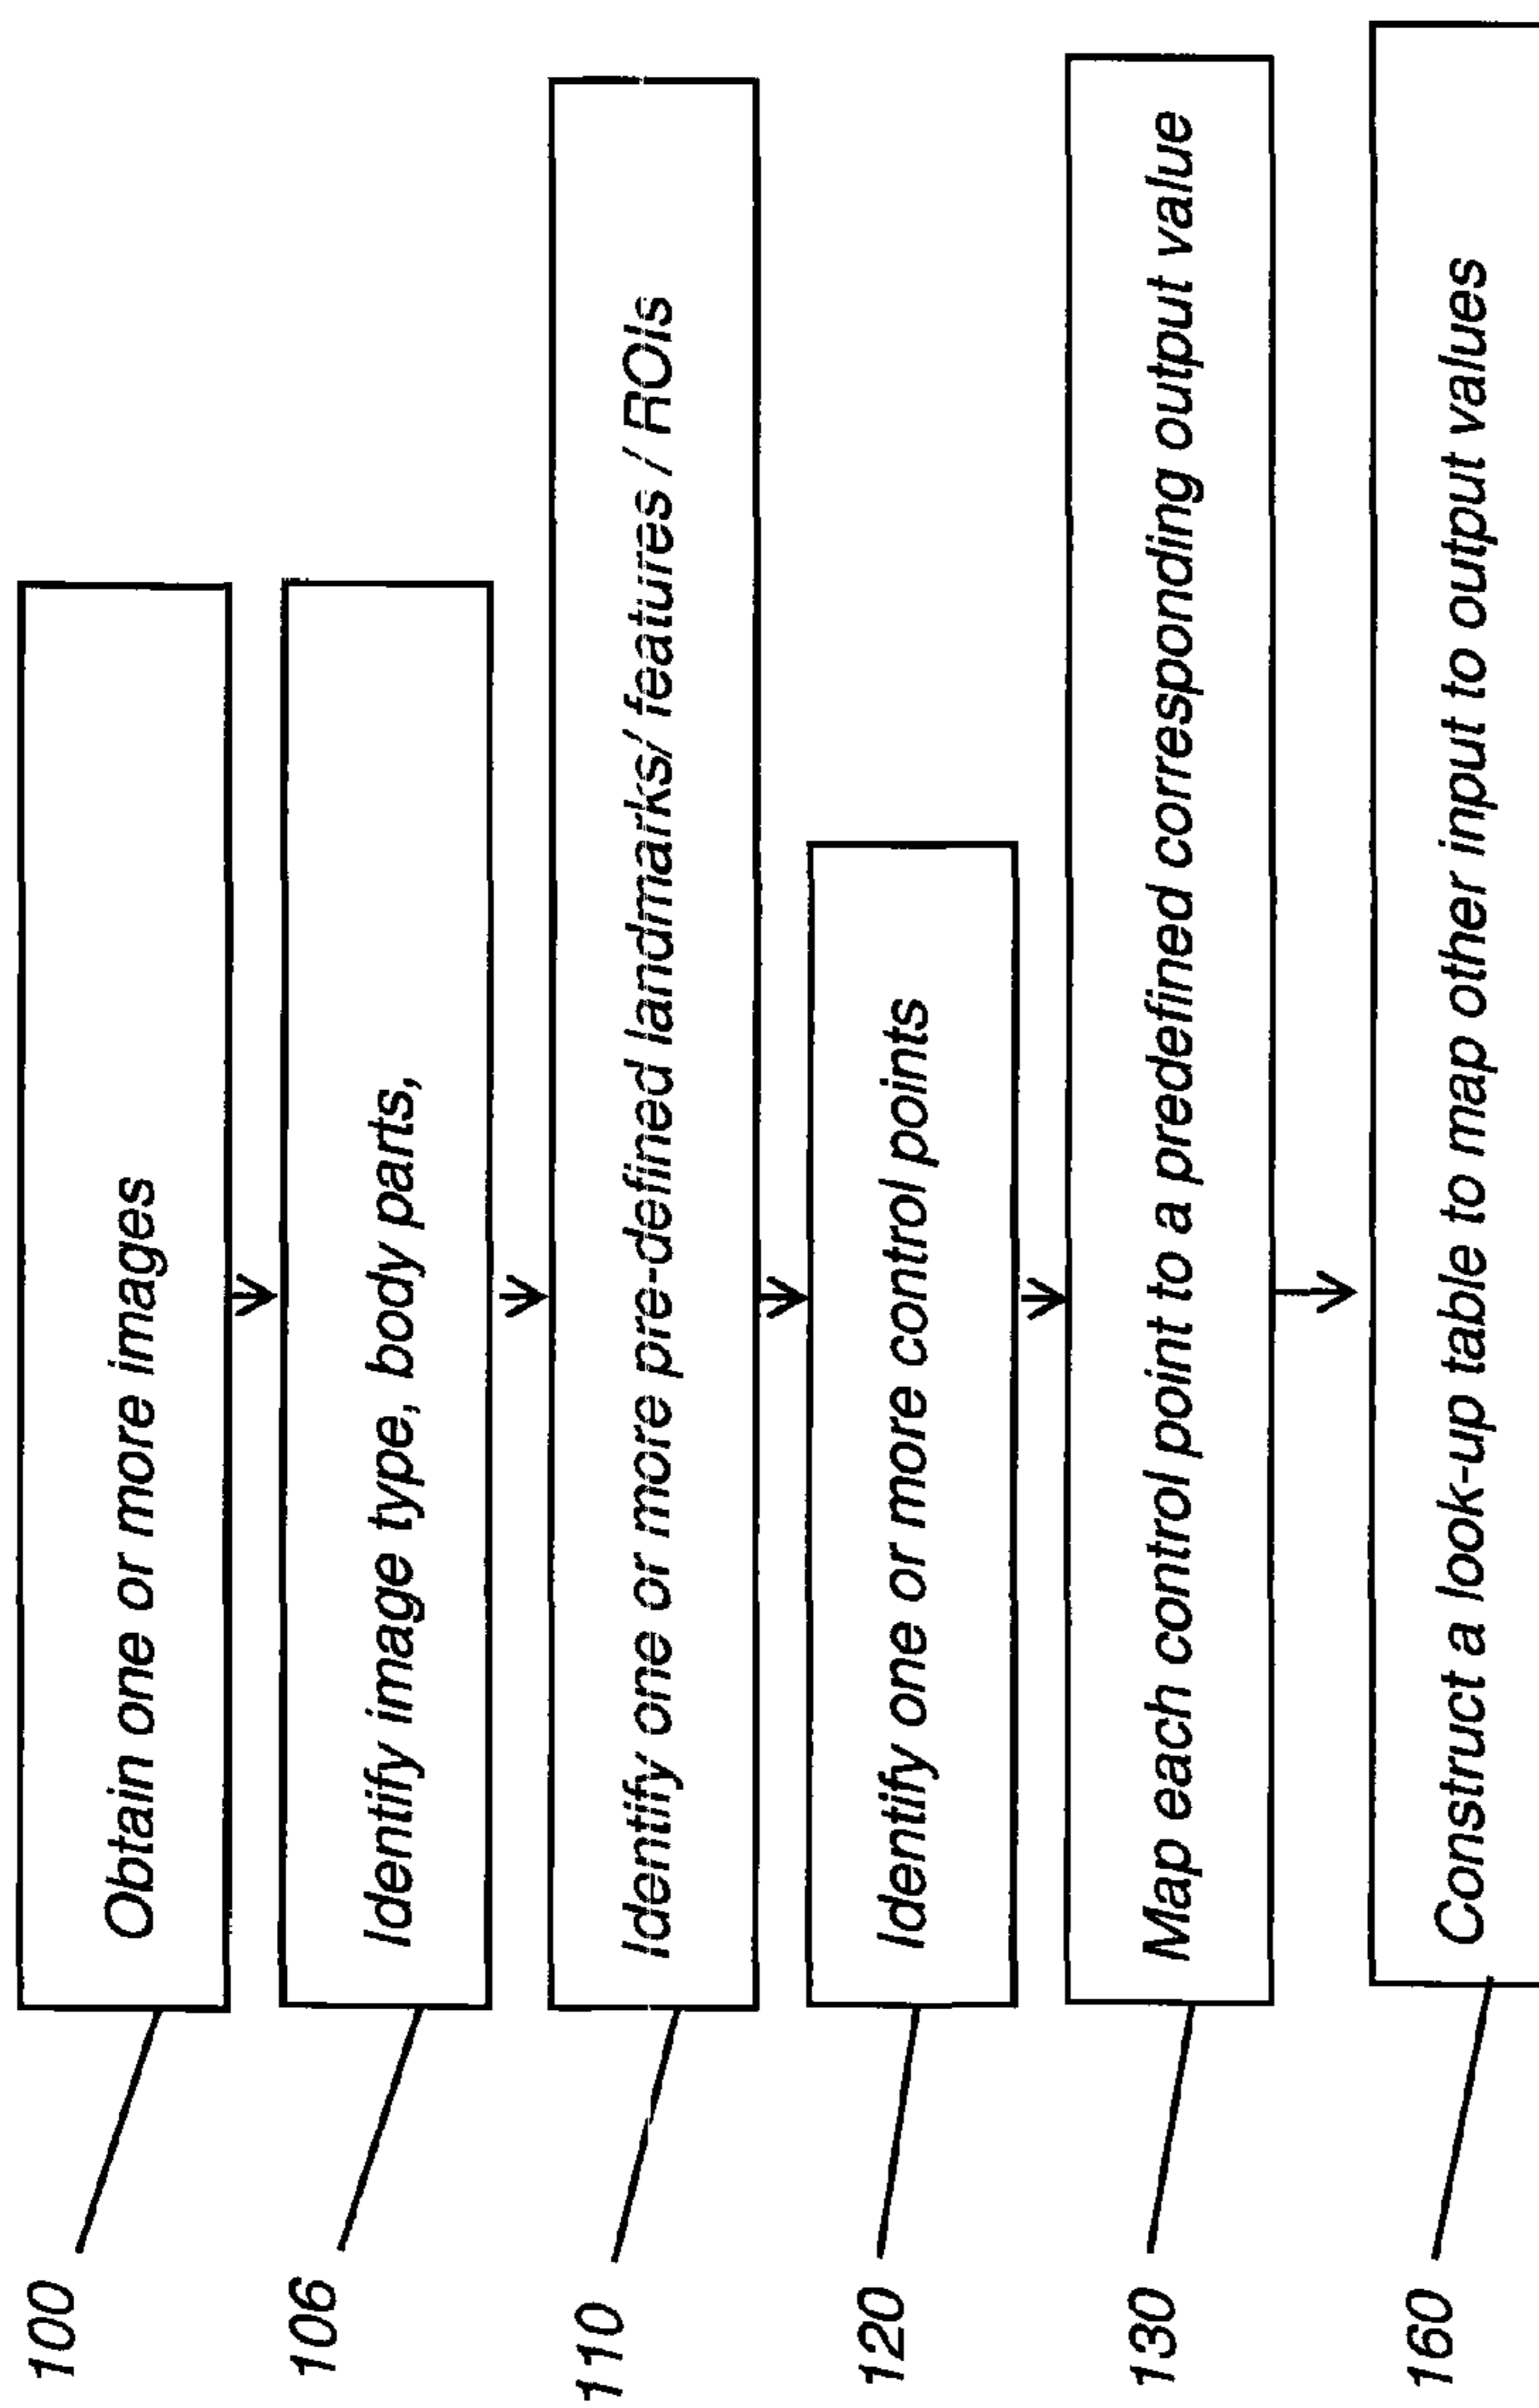 100
Obtain one or more images
106
Identify image type, body parts,
110
Identify one or more pre-defined landmarks/ features / ROIs
120
Identify one or more control points
130
Map each control point to a predefined corresponding output value
160
Construct a look-up table to map other input to output values